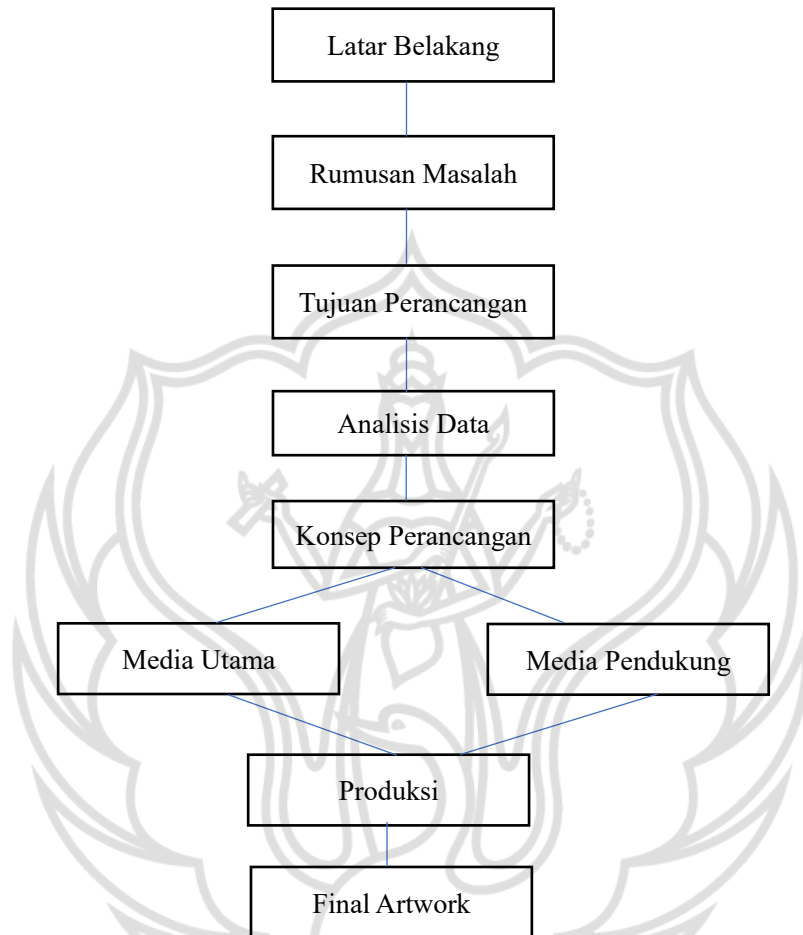 Latar Belakang
Rumusan Masalah
Tujuan Perancangan
Analisis Data
Konsep Perancangan
Media Utama
Media Pendukung
Produksi
Final Artwork